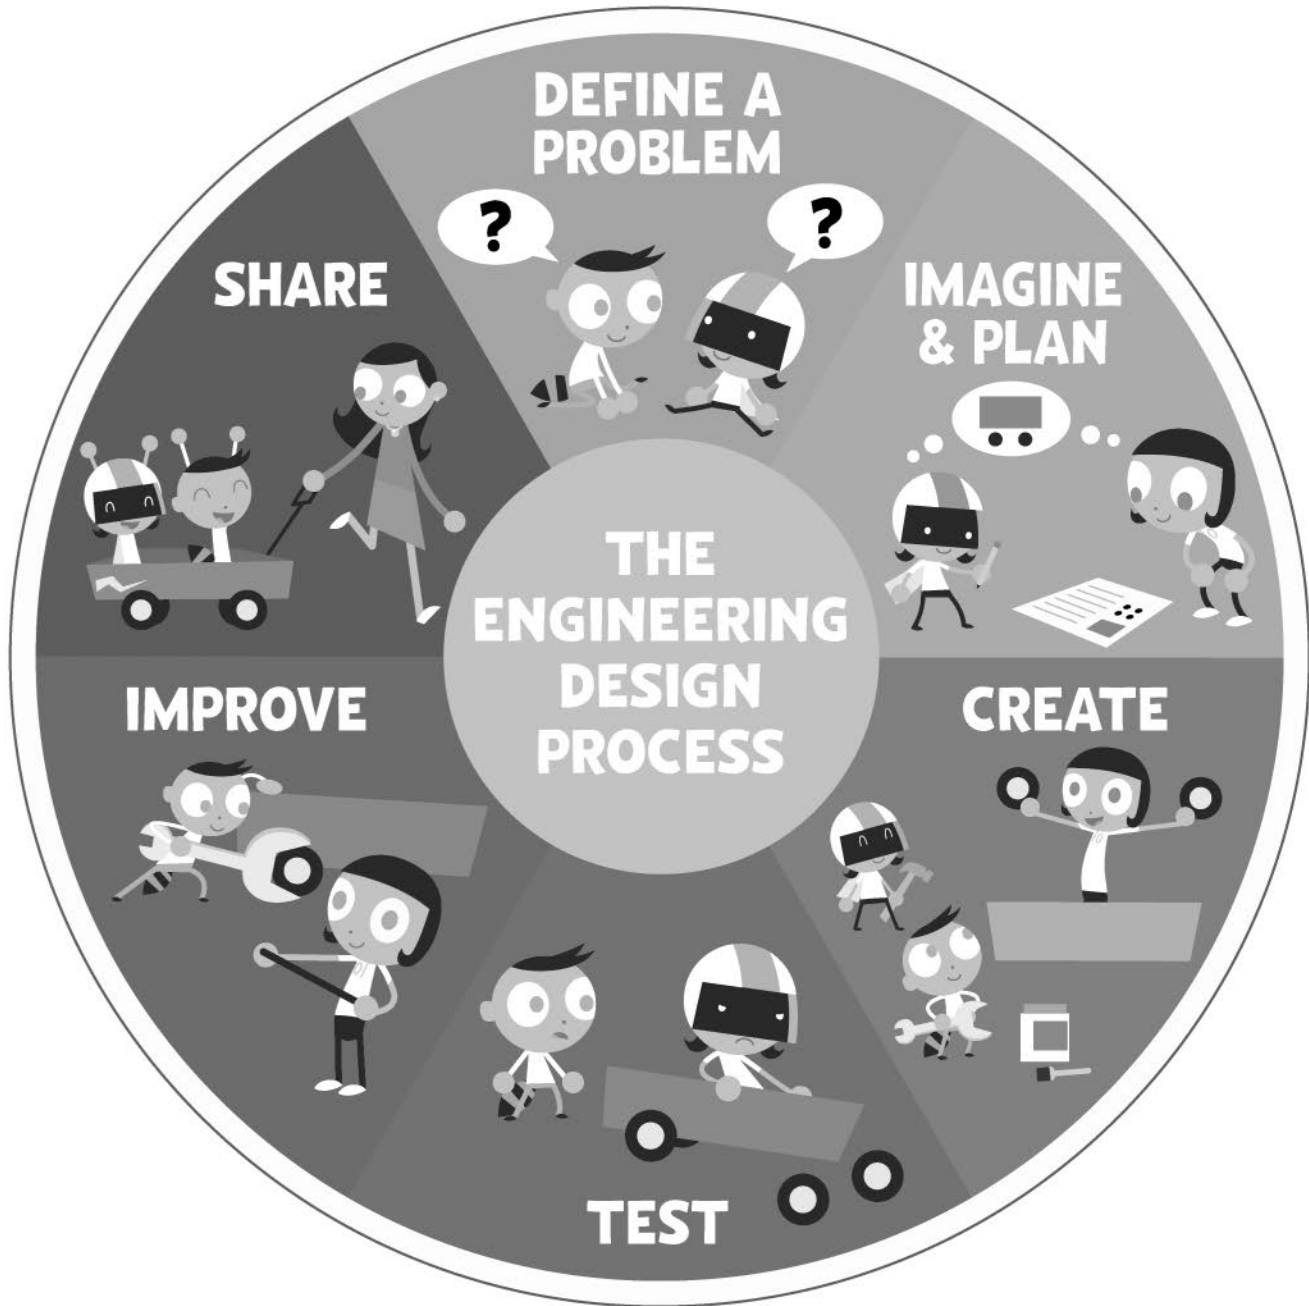 DEFINE A
PROBLEM
?
?
IMAGINE
& PLAN
CREATE
TEST
IMPROVE
SHARE
THE
ENGINEERING
DESIGN
PROCESS